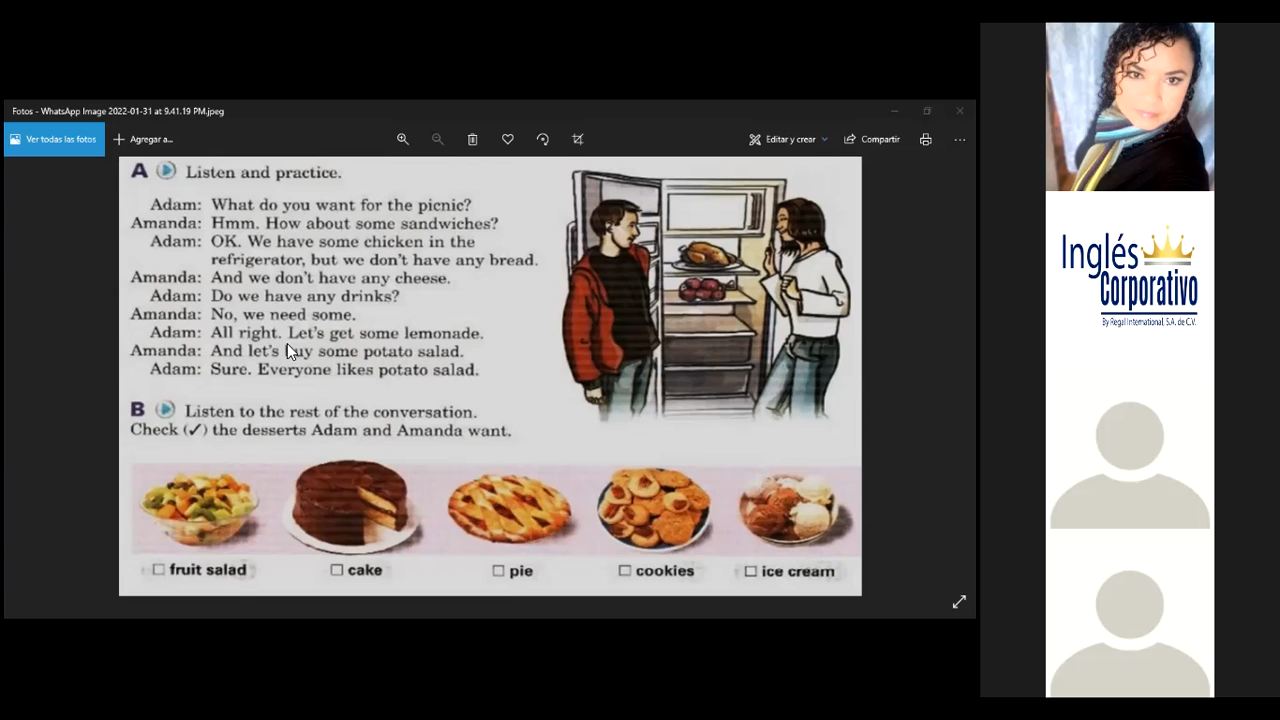 Fotos - WhatsApp Image 2022-01-31 at 9.41.19 PM.jpeg
Ver todas las fotos
Agregar a...
Editar y crear
Compartir
A Listen and practice.
Adam: What do you want for the picnic?
Amanda: Hmm. How about some sandwiches?
Adam: OK. We have some chicken in the
refrigerator, but we don't have any bread.
Amanda: And we don't have any cheese.
Adam: Do we have any drinks?
Amanda: No, we need some.
Adam: All right. Let's get some lemonade.
Amanda: And let's buy some potato salad.
Adam: Sure. Everyone likes potato salad.
B Listen to the rest of the conversation.
Check (✓) the desserts Adam and Amanda want.
fruit salad
cake
pie
cookies
ice cream
Inglés
Corporativo
By Regal International, S.A. de C.V.